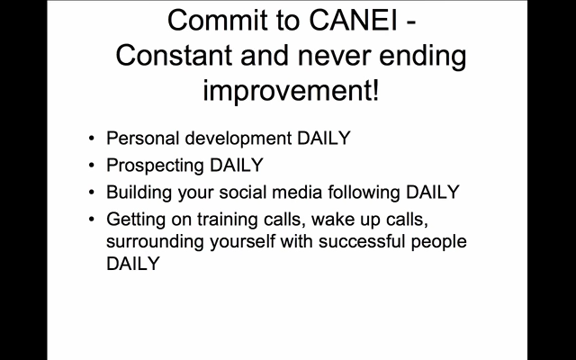 Commit to CANEI -
Constant and never ending
improvement!
• Personal development DAILY
• Prospecting DAILY
• Building your social media following DAILY
• Getting on training calls, wake up calls,
surrounding yourself with successful people
DAILY